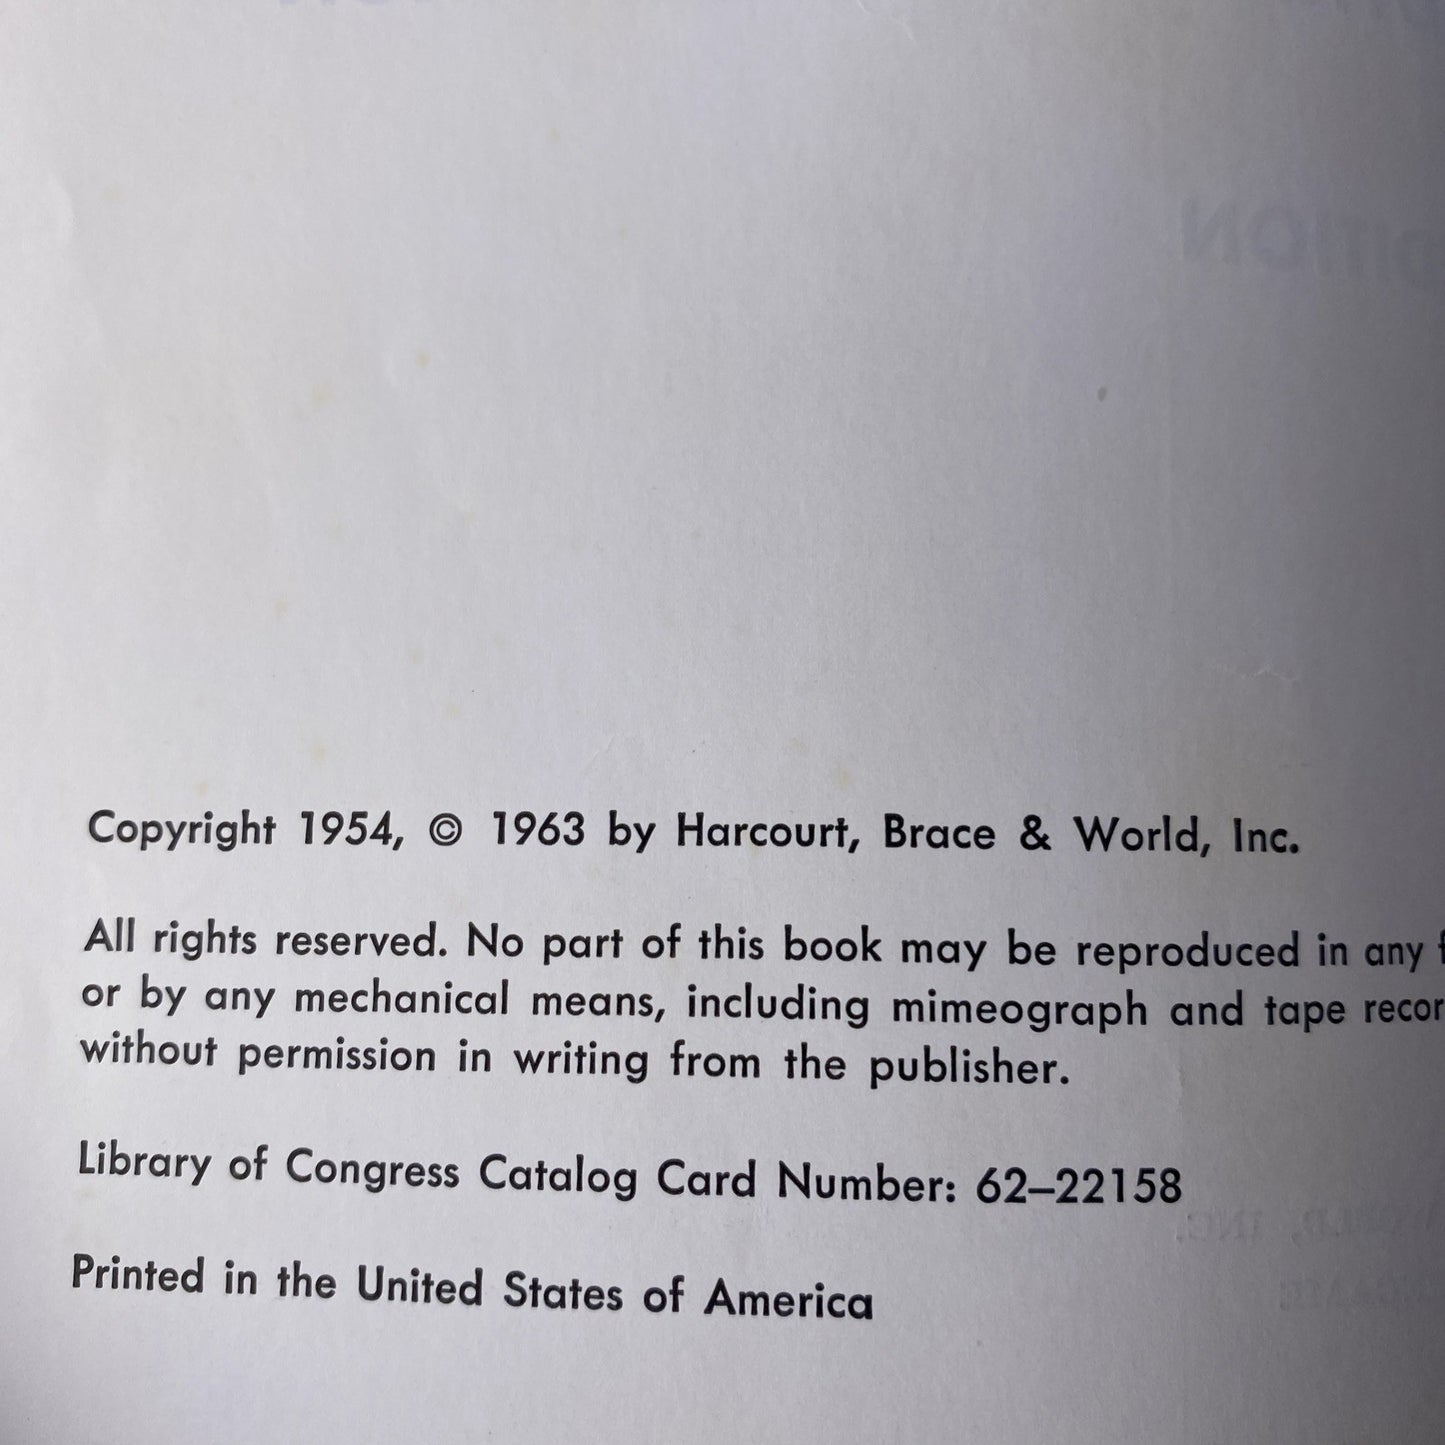 Copyright 1954, © 1963 by Harcourt, Brace & World, Inc.
All rights reserved. No part of this book may be reproduced in any
or by any mechanical means, including mimeograph and tape
without permission in writing from the publisher.
Library of Congress Catalog Card Number: 62–22158
Printed in the United States of America